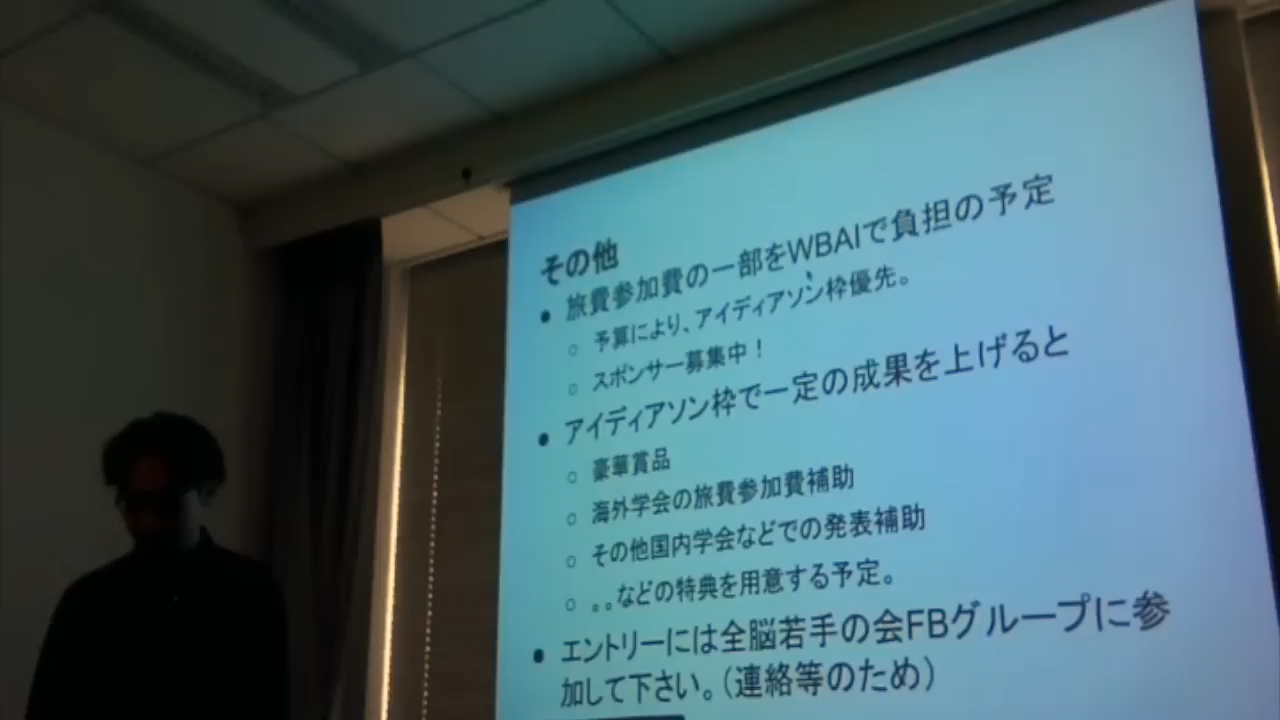 その他
• 旅費参加費の一部をWBAIで負担の予定
○ 予算により、アイディアソン枠優先。
○ スポンサー募集中！
• アイディアソン枠で一定の成果を上げると
○ 豪華賞品
○ 海外学会の旅費参加費補助
○ その他国内学会などでの発表補助
○ 。。などの特典を用意する予定。
• エントリーには全脳若手の会FBグループに参
加して下さい。（連絡等のため）